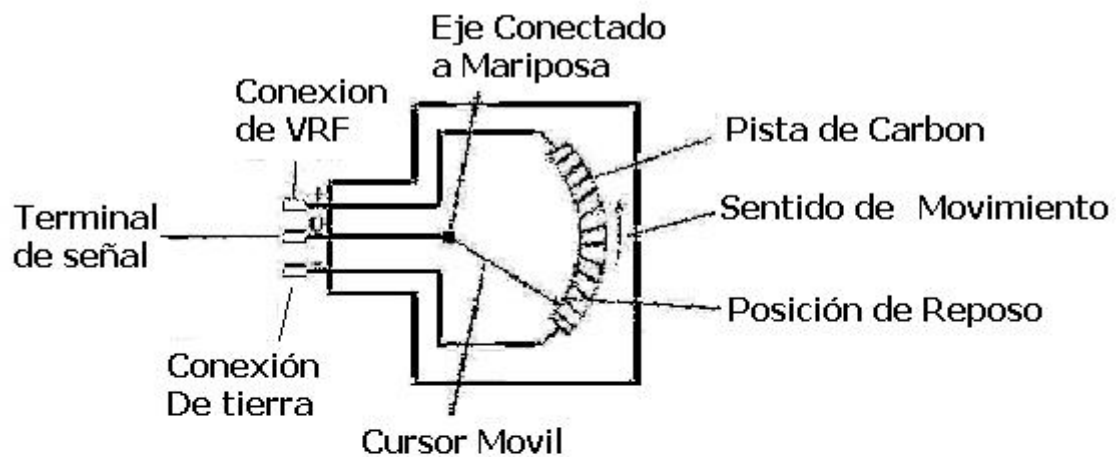 Eje Conectado
a Mariposa
Conexion
de VRF
Pista de Carbon
Terminal
de señal
Sentido de Movimiento
Posición de Reposo
Conexión
De tierra
Cursor Movil